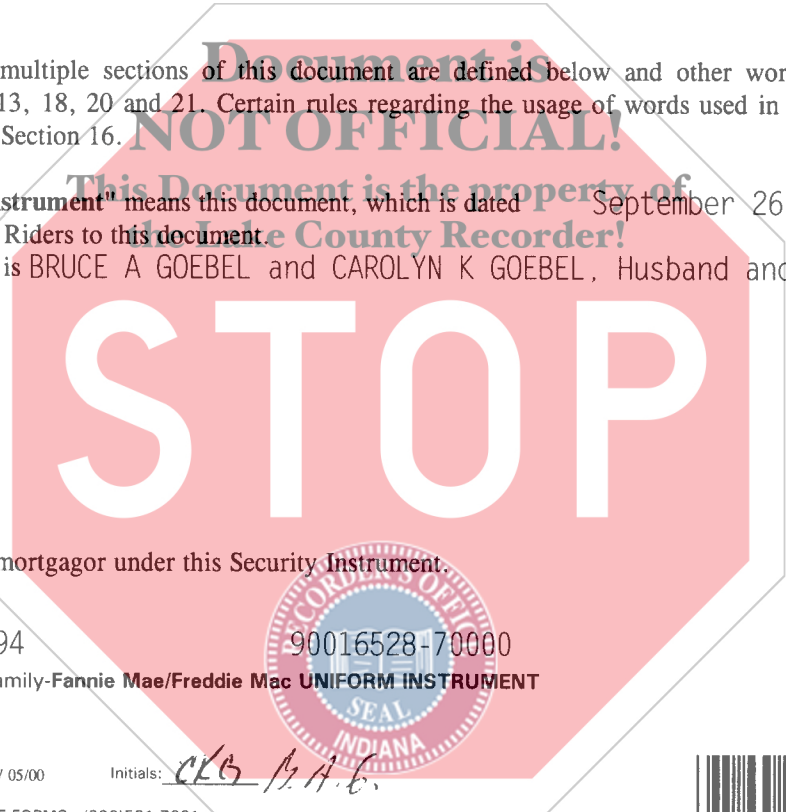 Document is
multiple sections of this document are defined below and other wor
13, 18, 20 and 21. Certain rules regarding the usage of words used in
NOT OFFICIAL!
Section 16.
This Document is the property of
strument" means this document, which is dated September 26
the Lake County Recorder!
Riders to this document.
is BRUCE A GOEBEL and CAROLYN K GOEBEL, Husband and
STOP
mortgagor under this Security Instrument.
RECORDER'S OFFICE
94 90016528-70000
amily-Fannie Mae/Freddie Mac UNIFORM INSTRUMENT
SEAL
INDIANA
05/00 Initials: CKG B.A.G.